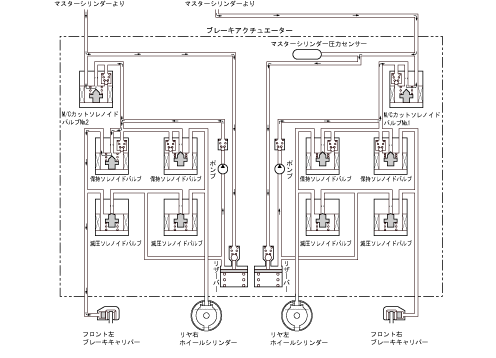 マスターシリンダーより
マスターシリンダーより
ブレーキアクチュエーター
マスターシリンダー圧力センサー
M/Cカットソレノイド
バルブ№2
M/Cカットソレノイド
バルブ№1
ポンプ
ポンプ
保持ソレノイドバルブ
保持ソレノイドバルブ
保持ソレノイドバルブ
保持ソレノイドバルブ
減圧ソレノイドバルブ
減圧ソレノイドバルブ
減圧ソレノイドバルブ
減圧ソレノイドバルブ
リザーバ
リザーバ
フロント左
ブレーキキャリパー
リヤ右
ホイールシリンダー
リヤ左
ホイールシリンダー
フロント右
ブレーキキャリパー